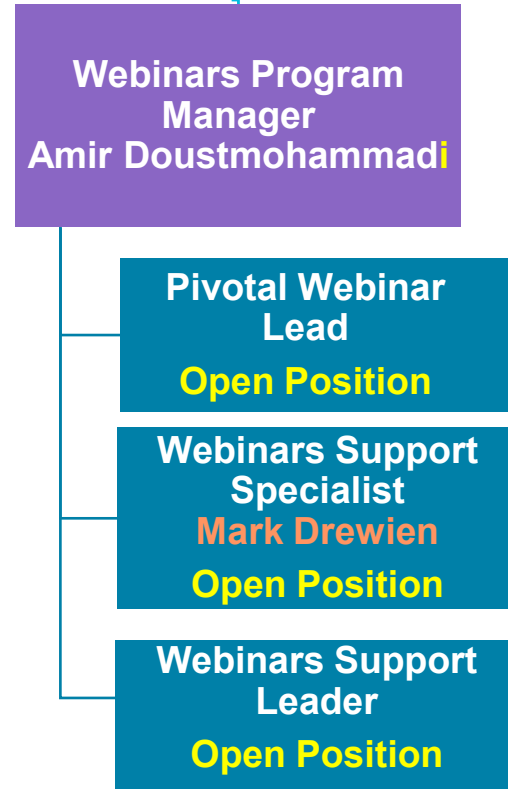 Webinars Program
Manager
Amir Doustmohammadi
Pivotal Webinar
Lead
Open Position
Webinars Support
Specialist
Mark Drewien
Open Position
Webinars Support
Leader
Open Position